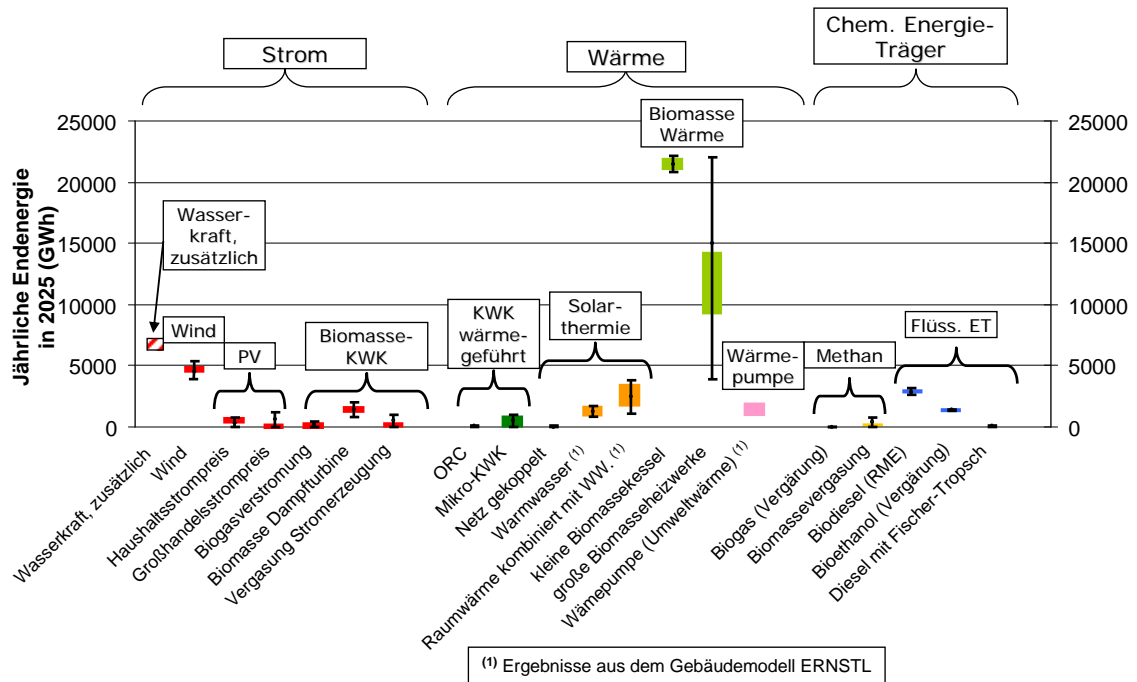 Chem. Energie-
Träger
Strom
Wärme
Jährliche Endenergie
in 2025 (GWh)
25000
20000
15000
10000
5000
0
25000
20000
15000
10000
5000
0
Wasser-
kraft,
zusätzlich
Wind
PV
Biomasse-
KWK
KWK
wärme-
geführt
Solar-
thermie
Biomasse
Wärme
Wärme-
pumpe
Methan
Flüss. ET
Wasserkraft, zusätzlich
Wind
Haushaltsstrompreis
Großhandelsstrompreis
Biogasverstromung
Biomasse Dampfturbine
Vergasung Stromerzeugung
ORC
Mikro-KWK
Netz gekoppelt
Warmwasser (1)
Raumwärme kombiniert mit WW. (1)
kleine Biomassekessel
große Biomasseheizwerke
Wämepumpe (Umweltwärme) (1)
Biogas (Vergärung)
Biomassevergasung
Biodiesel (RME)
Bioethanol (Vergärung)
Diesel mit Fischer-Tropsch
(1) Ergebnisse aus dem Gebäudemodell ERNSTL